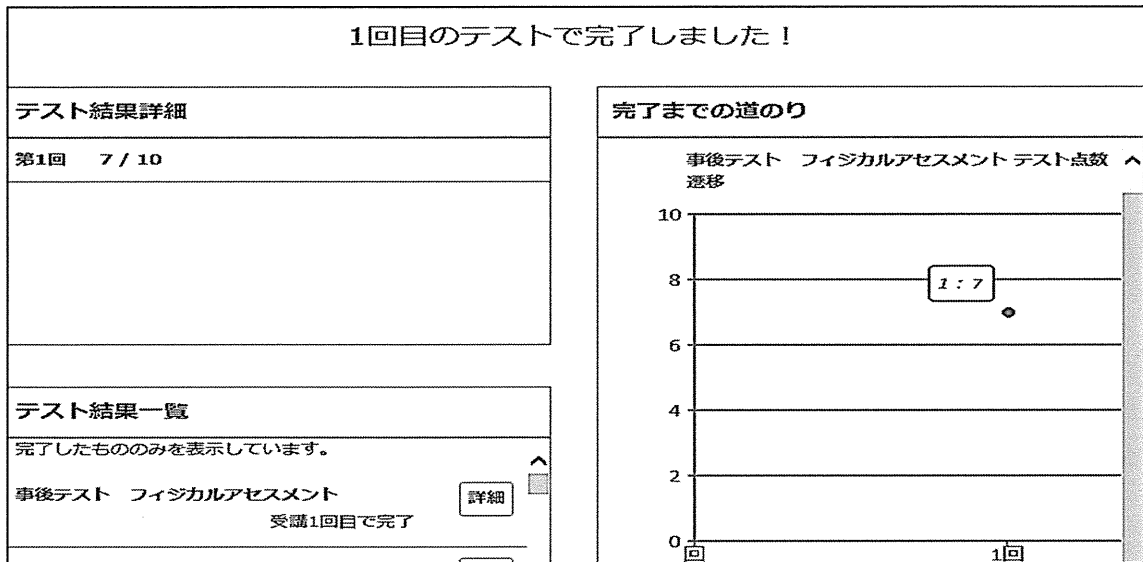 1回目のテストで完了しました！
テスト結果詳細
第1回 7 / 10
テスト結果一覧
完了したもののみを表示しています。
事後テスト フィジカルアセスメント
詳細
受講1回目で完了
完了までの道のり
事後テスト フィジカルアセスメント テスト点数
遷移
10
8
1 : 7
6
4
2
0
回
1回